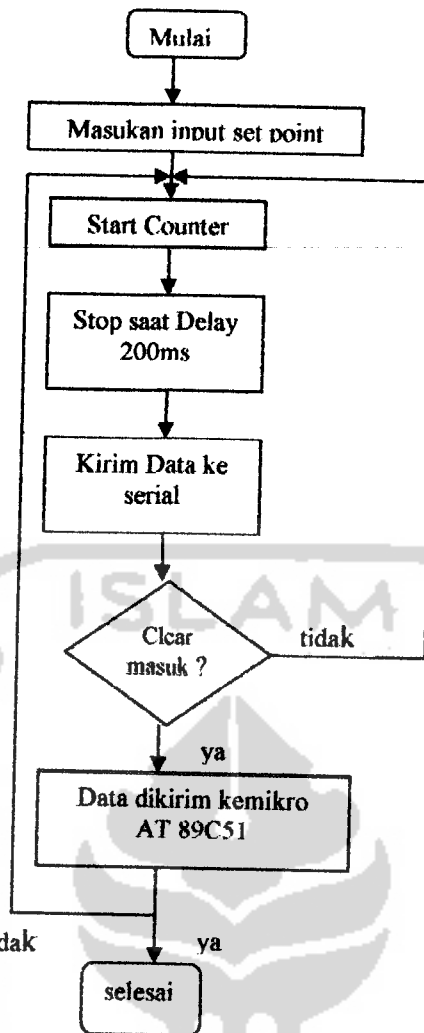 Mulai
Masukan input set point
Start Counter
Stop saat Delay
200ms
Kirim Data ke
serial
ISLAM
Clear
masuk ?
tidak
ya
Data dikirim kemikro
AT 89C51
dak
ya
selesai